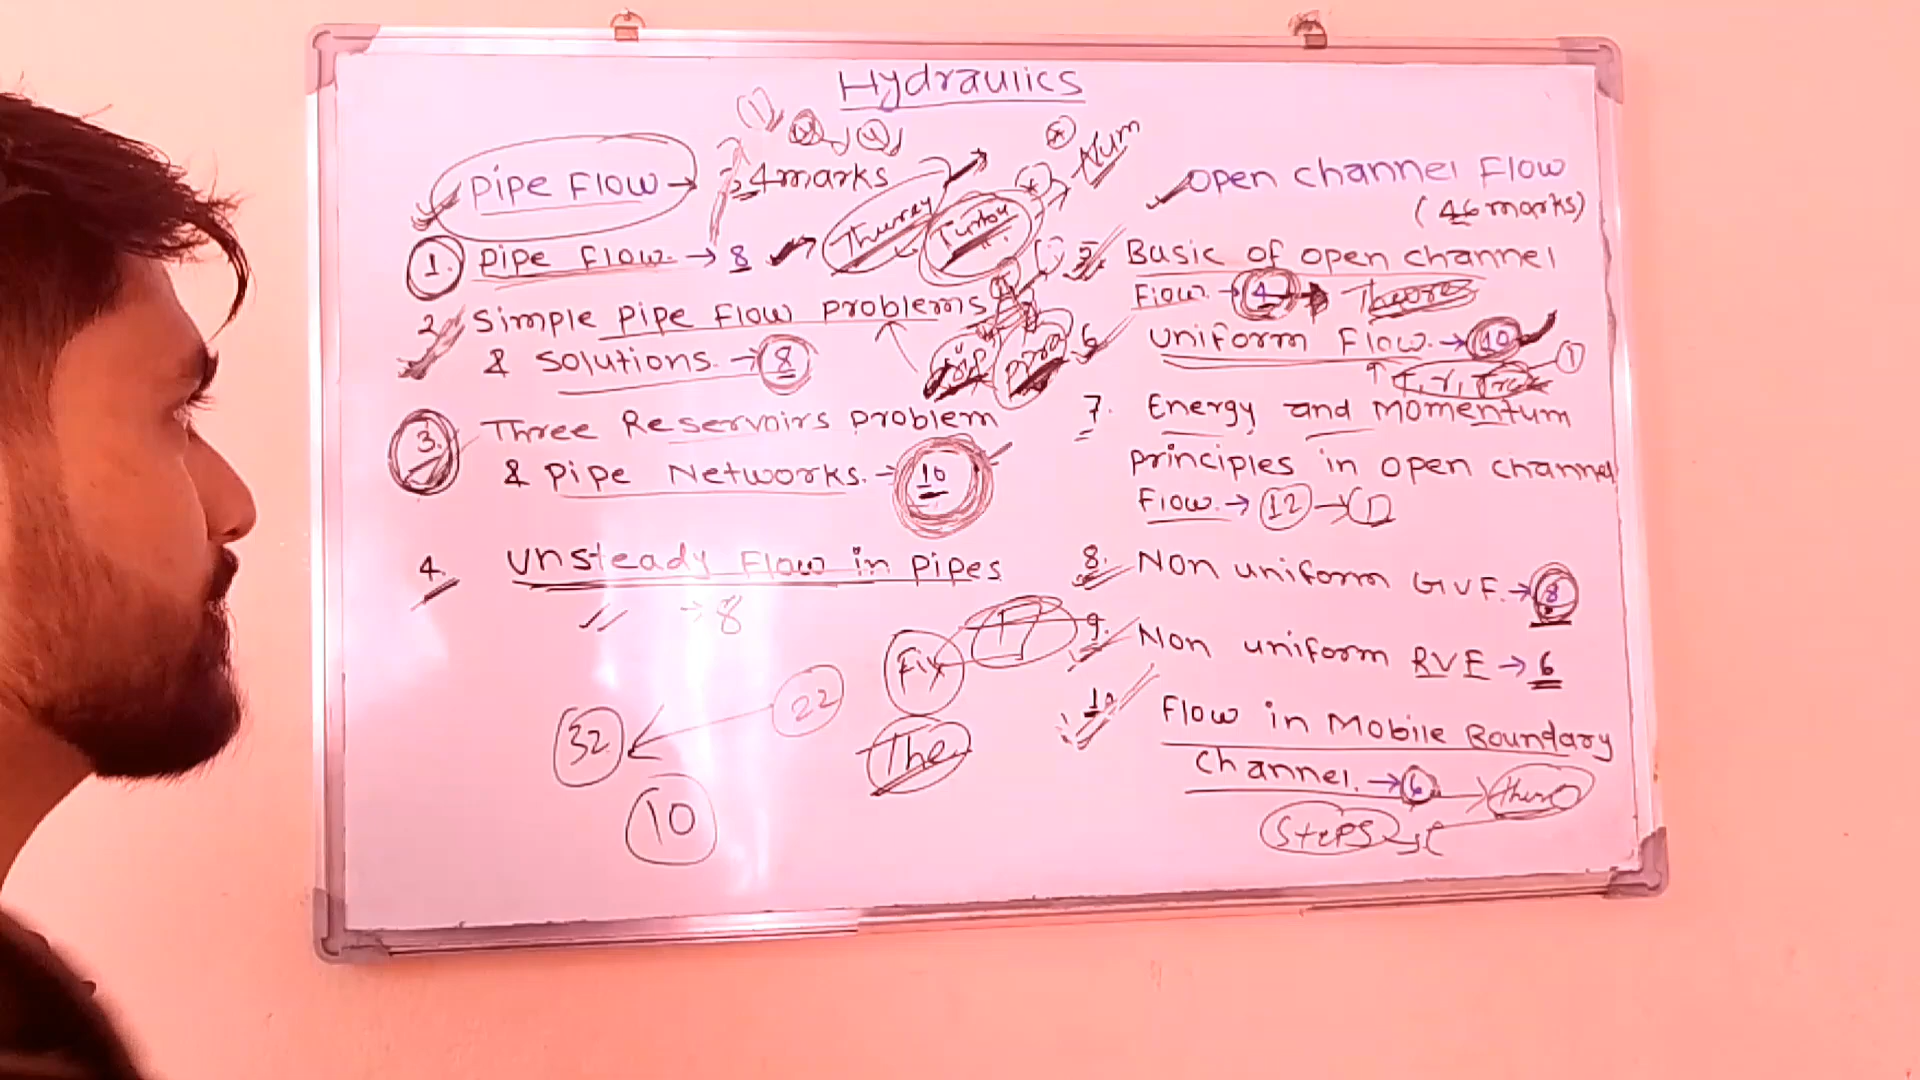 Hydraulics
Pipe Flow → 34 marks
1. Pipe Flow. → 8
Theory
2. Simple Pipe Flow Problems
& Solutions. → 8
3. Three Reservoirs Problem
& Pipe Networks. → 10
4. Unsteady Flow in Pipes
→ 8
Fix
32 ← 22
The
10
Num
Open Channel Flow
(46 marks)
5. Basic of open channel
Flow. → 4 → Theory
6. Uniform Flow. → 10
7. Energy and Momentum
principles in open channel
Flow. → 12 →
8. Non uniform GVF. → 8
9. Non uniform RVF → 6
10. Flow in Mobile Boundary
Channel. → 6 →
Steps